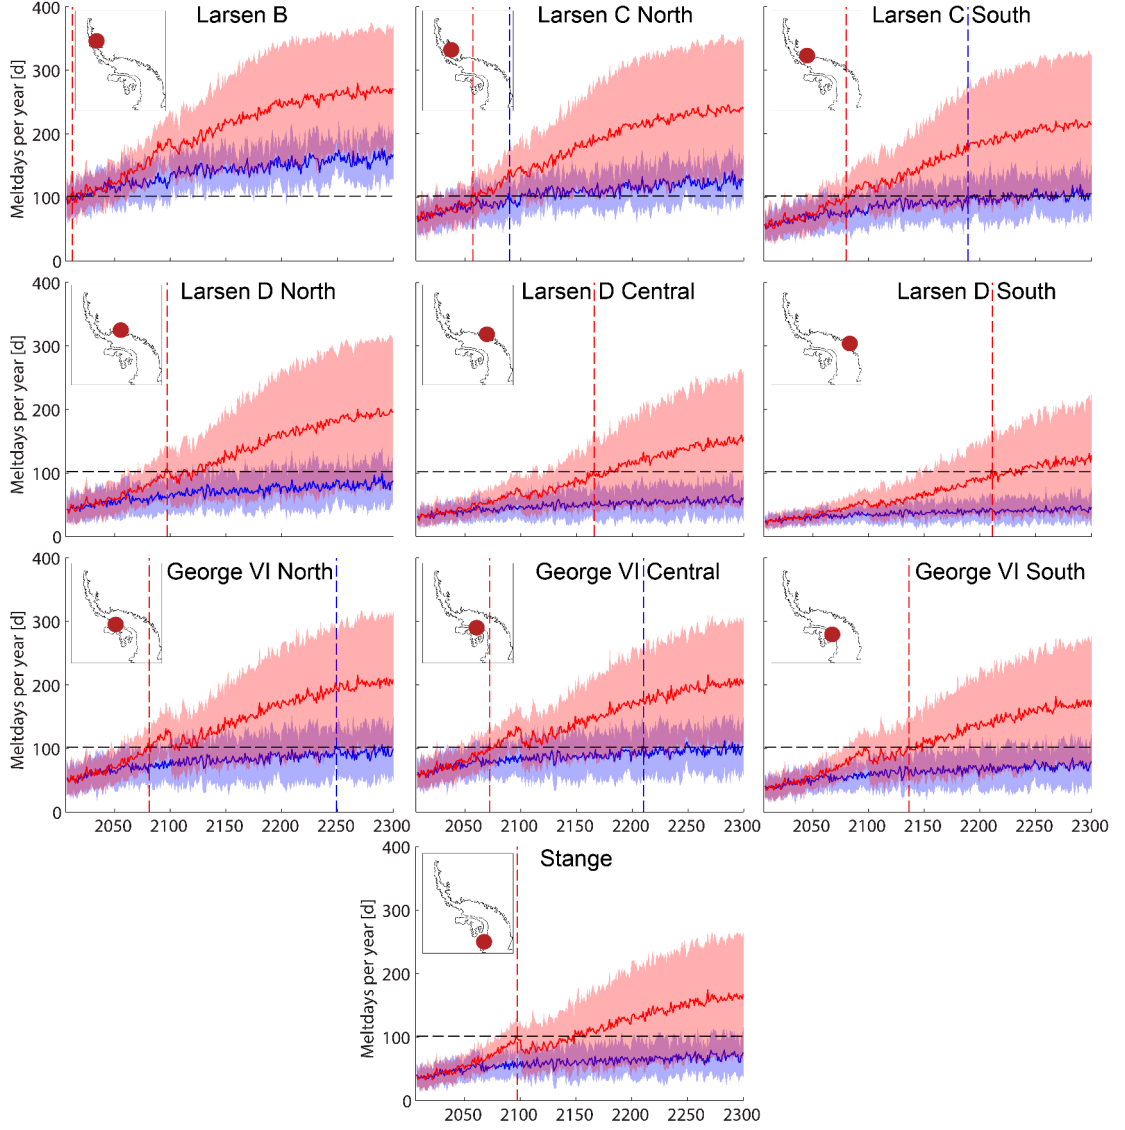 Larsen B
Larsen C North
Larsen C South
Meltdays per year [d]
400
300
200
100
0
Larsen D North
Larsen D Central
Larsen D South
Meltdays per year [d]
400
300
200
100
0
George VI North
George VI Central
George VI South
Meltdays per year [d]
400
300
200
100
0
2050 2100 2150 2200 2250 2300
2050 2100 2150 2200 2250 2300
2050 2100 2150 2200 2250 2300
Stange
Meltdays per year [d]
400
300
200
100
0
2050 2100 2150 2200 2250 2300